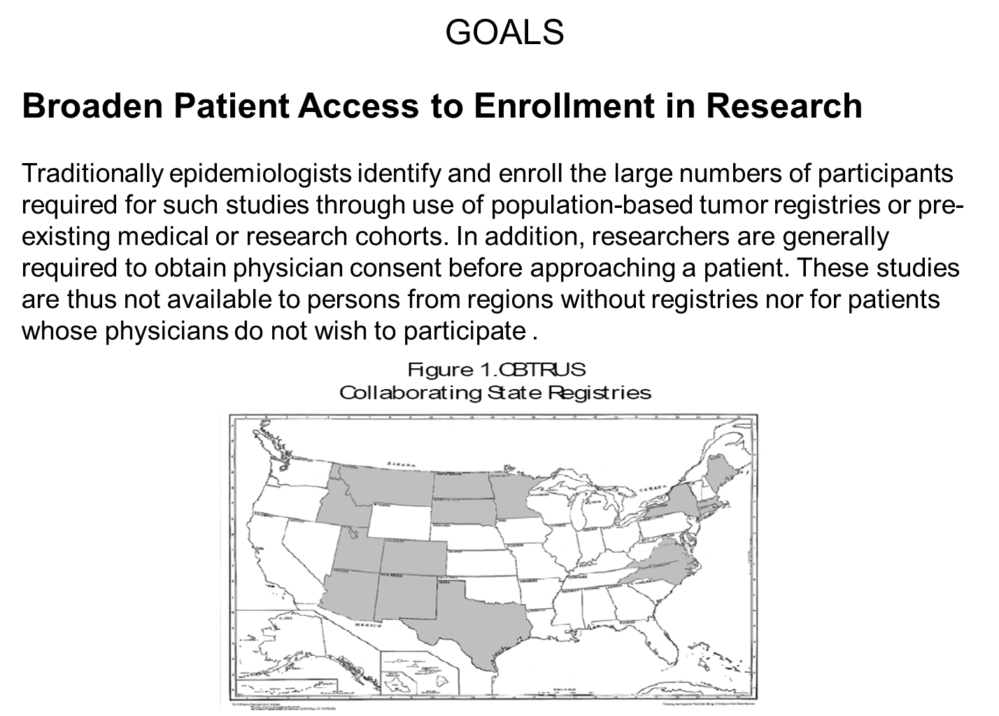 GOALS
Broaden Patient Access to Enrollment in Research
Traditionally epidemiologists identify and enroll the large numbers of participants
required for such studies through use of population-based tumor registries or pre-
existing medical or research cohorts. In addition, researchers are generally
required to obtain physician consent before approaching a patient. These studies
are thus not available to persons from regions without registries nor for patients
whose physicians do not wish to participate .
Figure 1.CBTRUS
Collaborating State Registries
CANADA
CANADA
MEXICO